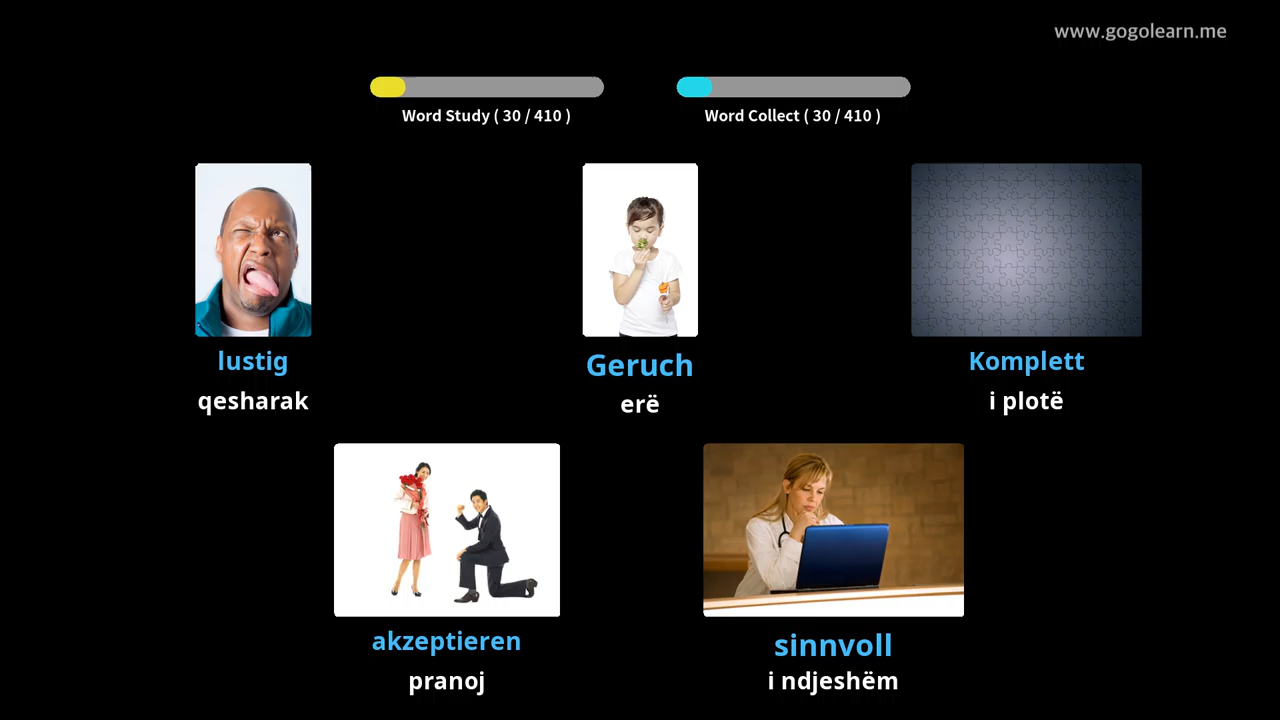 www.gogolearn.me
Word Study ( 30 / 410 )
Word Collect ( 30 / 410 )
lustig
qesharak
Geruch
erë
Komplett
i plotë
akzeptieren
pranoj
sinnvoll
i ndjeshëm